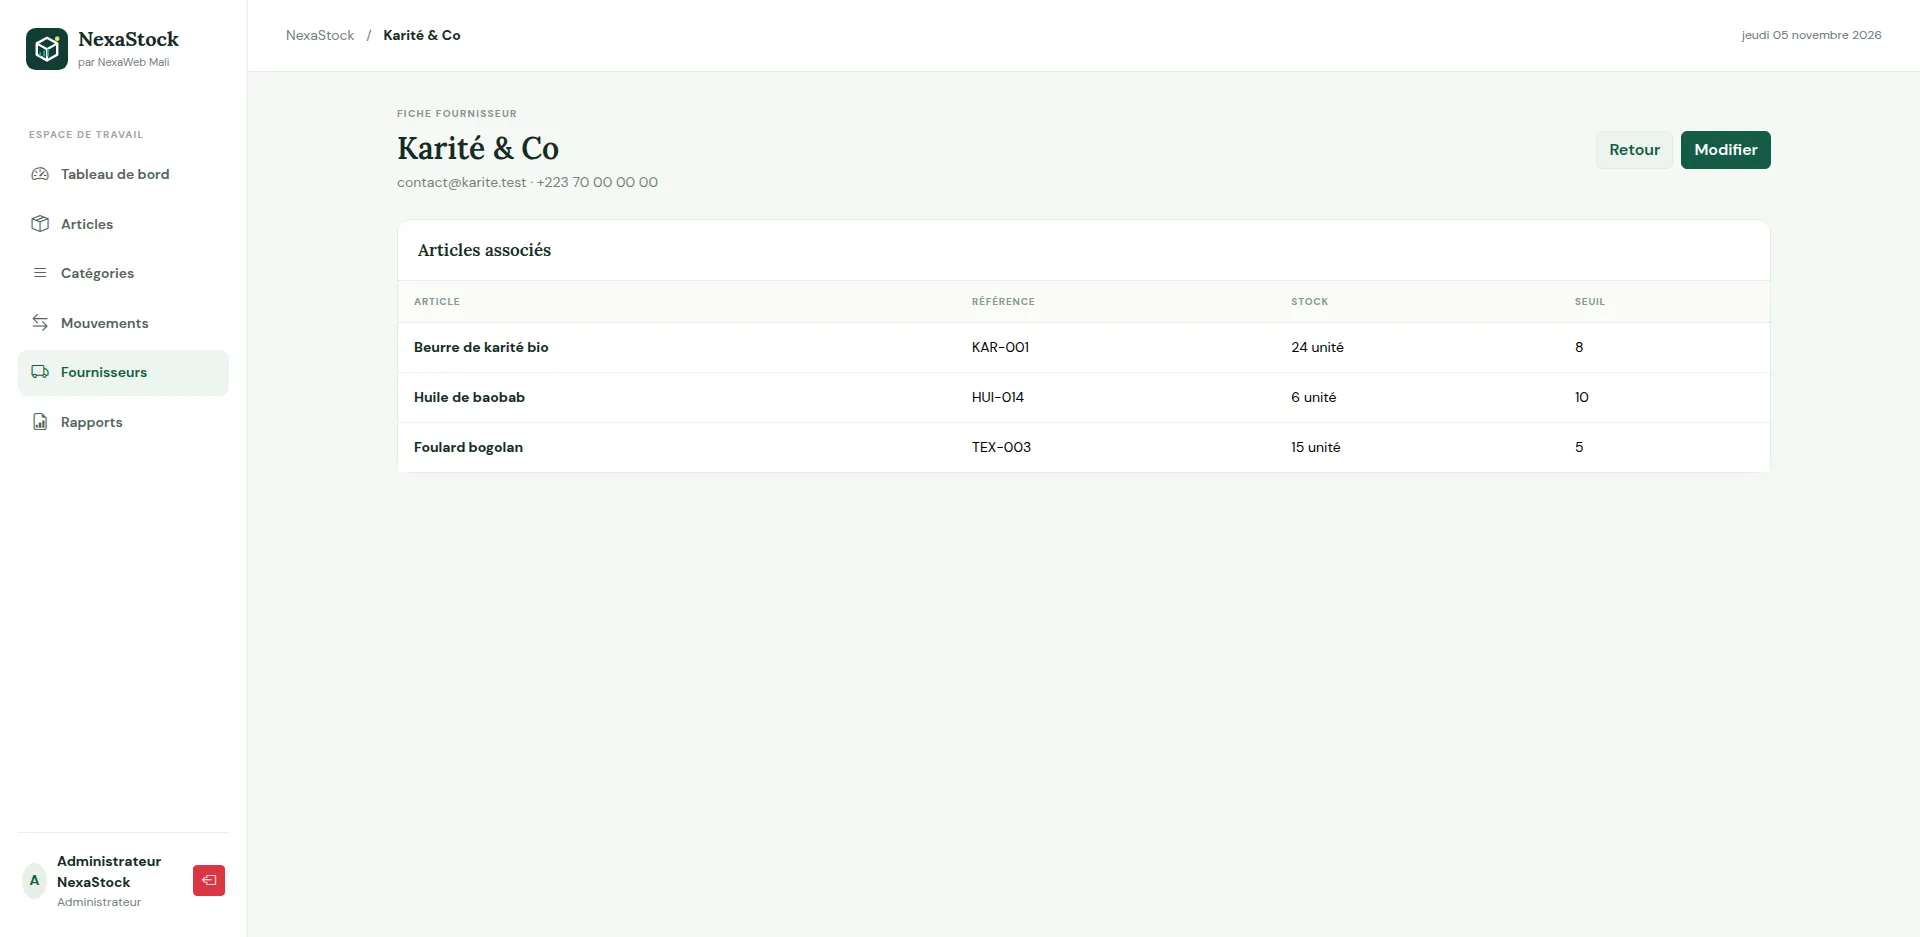 NexaStock
par NexaWeb Mali
ESPACE DE TRAVAIL
Tableau de bord
Articles
Catégories
Mouvements
Fournisseurs
Rapports
A
Administrateur
NexaStock
Administrateur
NexaStock / Karité & Co
jeudi 05 novembre 2026
FICHE FOURNISSEUR
Karité & Co
contact@karite.test · +223 70 00 00 00
Retour
Modifier
Articles associés
ARTICLE RÉFÉRENCE STOCK SEUIL
Beurre de karité bio KAR-001 24 unité 8
Huile de baobab HUI-014 6 unité 10
Foulard bogolan TEX-003 15 unité 5